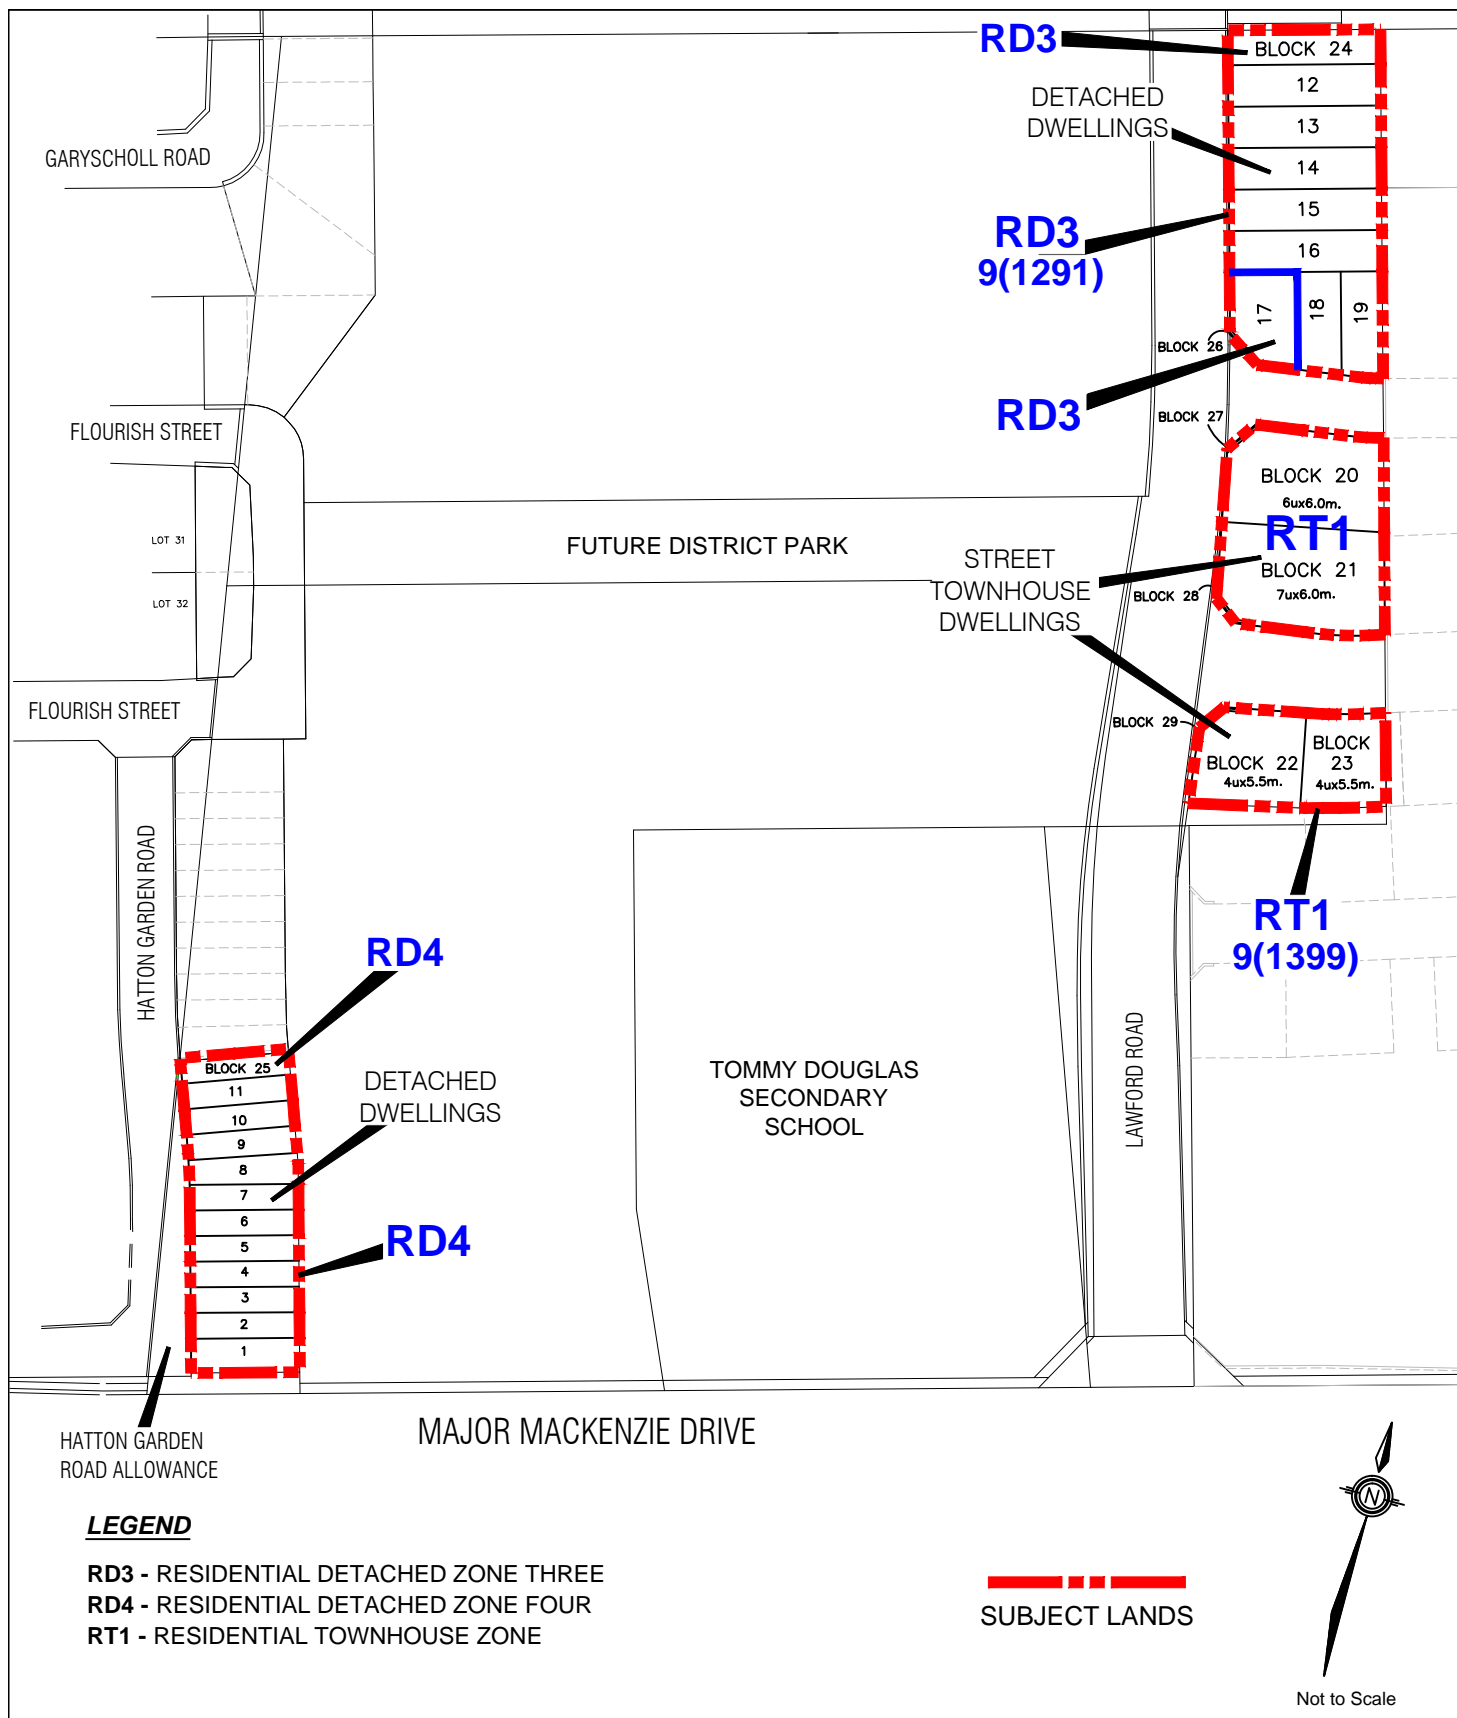 RD3
BLOCK 24
12
DETACHED
DWELLINGS
13
14
15
16
GARYSCHOLL ROAD
RD3
9(1291)
17
18
19
BLOCK 26
RD3
BLOCK 27
FLOURISH STREET
BLOCK 20
6ux6.0m.
RT1
BLOCK 21
7ux6.0m.
LOT 31
LOT 32
FUTURE DISTRICT PARK
STREET
TOWNHOUSE
DWELLINGS
BLOCK 28
FLOURISH STREET
BLOCK 29
BLOCK 22
4ux5.5m.
BLOCK
23
4ux5.5m.
HATTON GARDEN ROAD
RT1
9(1399)
RD4
BLOCK 25
11
10
9
8
7
6
5
4
3
2
1
DETACHED
DWELLINGS
RD4
TOMMY DOUGLAS
SECONDARY
SCHOOL
LAWFORD ROAD
HATTON GARDEN
ROAD ALLOWANCE
MAJOR MACKENZIE DRIVE
N
LEGEND
RD3 - RESIDENTIAL DETACHED ZONE THREE
RD4 - RESIDENTIAL DETACHED ZONE FOUR
RT1 - RESIDENTIAL TOWNHOUSE ZONE
SUBJECT LANDS
Not to Scale